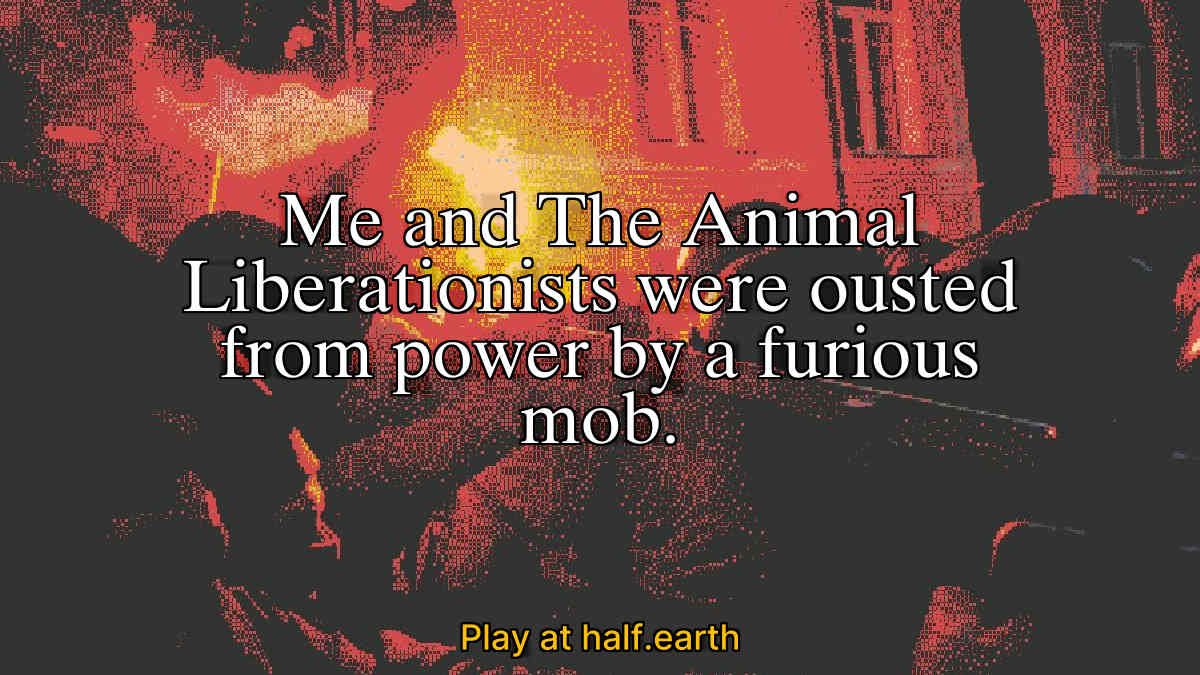 Me and The Animal
Liberationists were ousted
from power by a furious
mob.
Play at half.earth